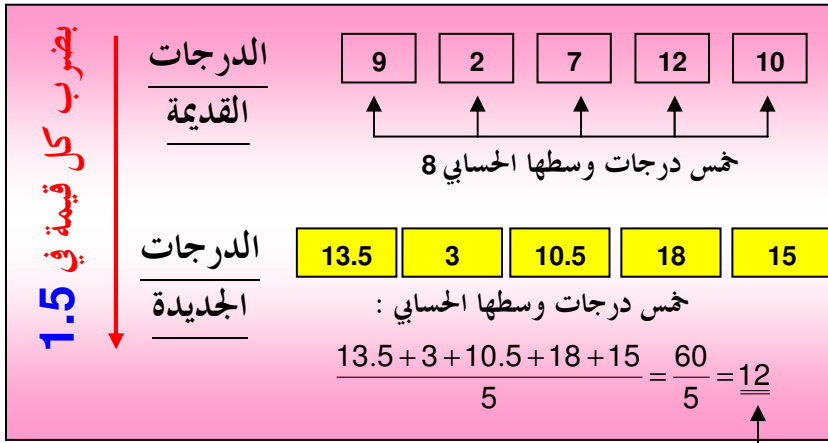 بضرب كل قيمة في 1.5
الدرجات القديمة
9 2 7 12 10
خمس درجات وسطها الحسابي 8
الدرجات الجديدة
13.5 3 10.5 18 15
خمس درجات وسطها الحسابي :
(13.5 + 3 + 10.5 + 18 + 15) / 5 = 60 / 5 = 12